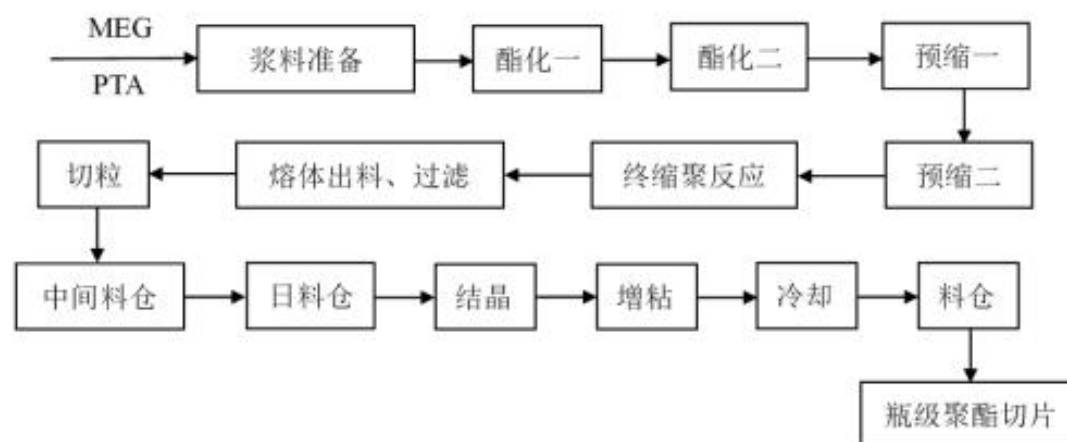 MEG
PTA
浆料准备
酯化一
酯化二
预缩一
切粒
熔体出料、过滤
终缩聚反应
预缩二
中间料仓
日料仓
结晶
增粘
冷却
料仓
瓶级聚酯切片